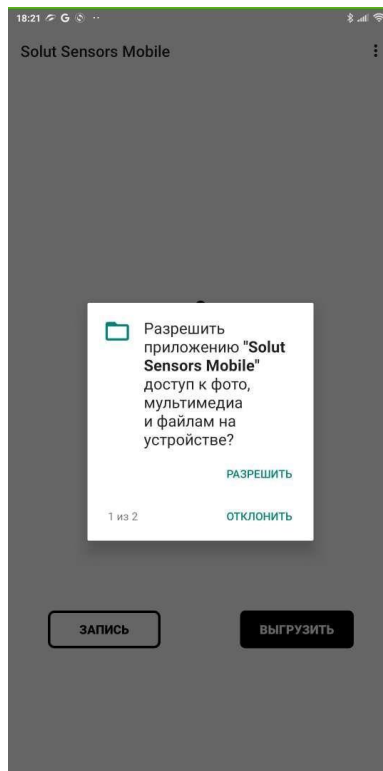 18:21 G ··
Solut Sensors Mobile
Разрешить
приложению "Solut
Sensors Mobile"
доступ к фото,
мультимедиа
и файлам на
устройстве?
РАЗРЕШИТЬ
1 из 2 ОТКЛОНИТЬ
ЗАПИСЬ ВЫГРУЗИТЬ